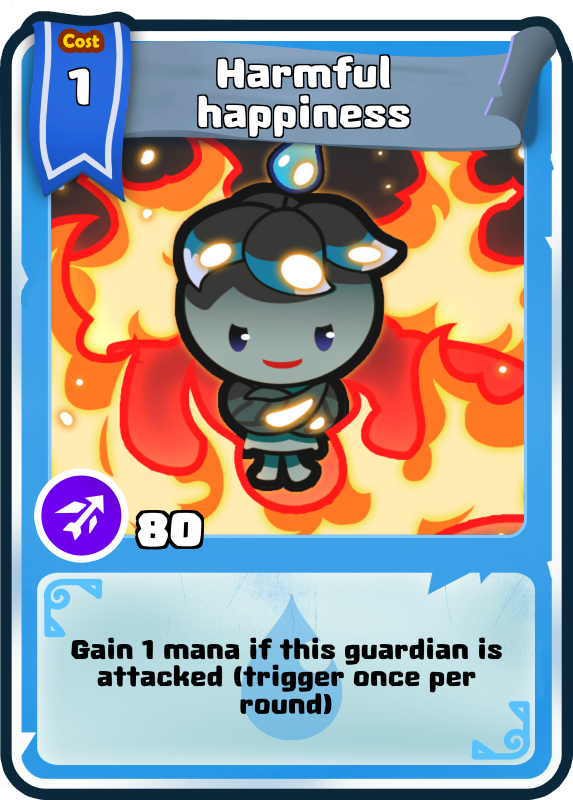 Cost
1
Harmful
happiness
80
Gain 1 mana if this guardian is
attacked (trigger once per
round)